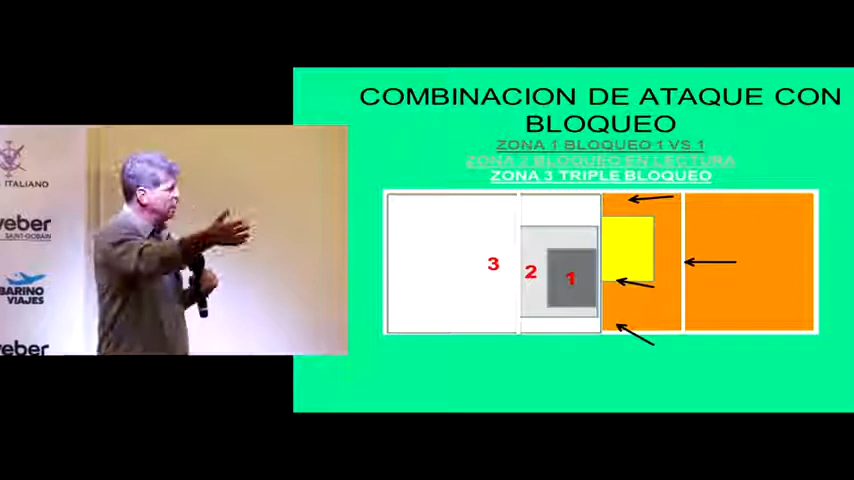 ITALIANO
weber
SAINT-GOBAIN
BARINO
VIAJES
weber
COMBINACION DE ATAQUE CON
BLOQUEO
ZONA 1 BLOQUEO 1 VS 1
ZONA 2 BLOQUEO EN LECTURA
ZONA 3 TRIPLE BLOQUEO
3
2
1